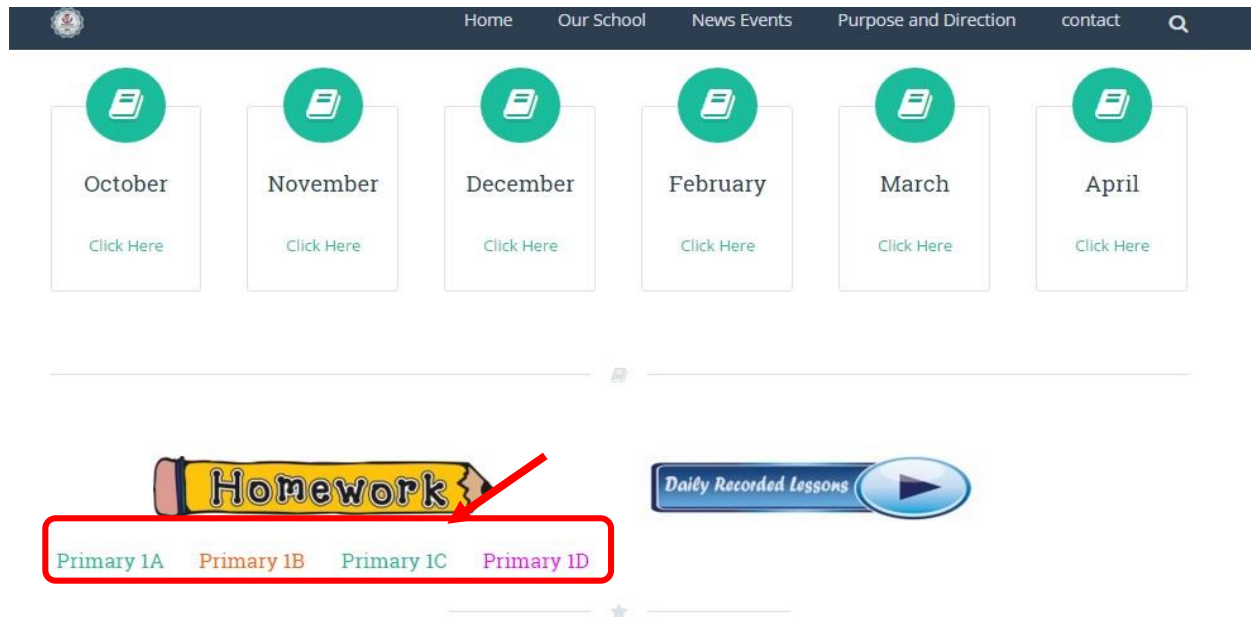 Home Our School News Events Purpose and Direction contact
October November December February March April
Click Here Click Here Click Here Click Here Click Here Click Here
Homework Daily Recorded Lessons
Primary 1A Primary 1B Primary 1C Primary 1D